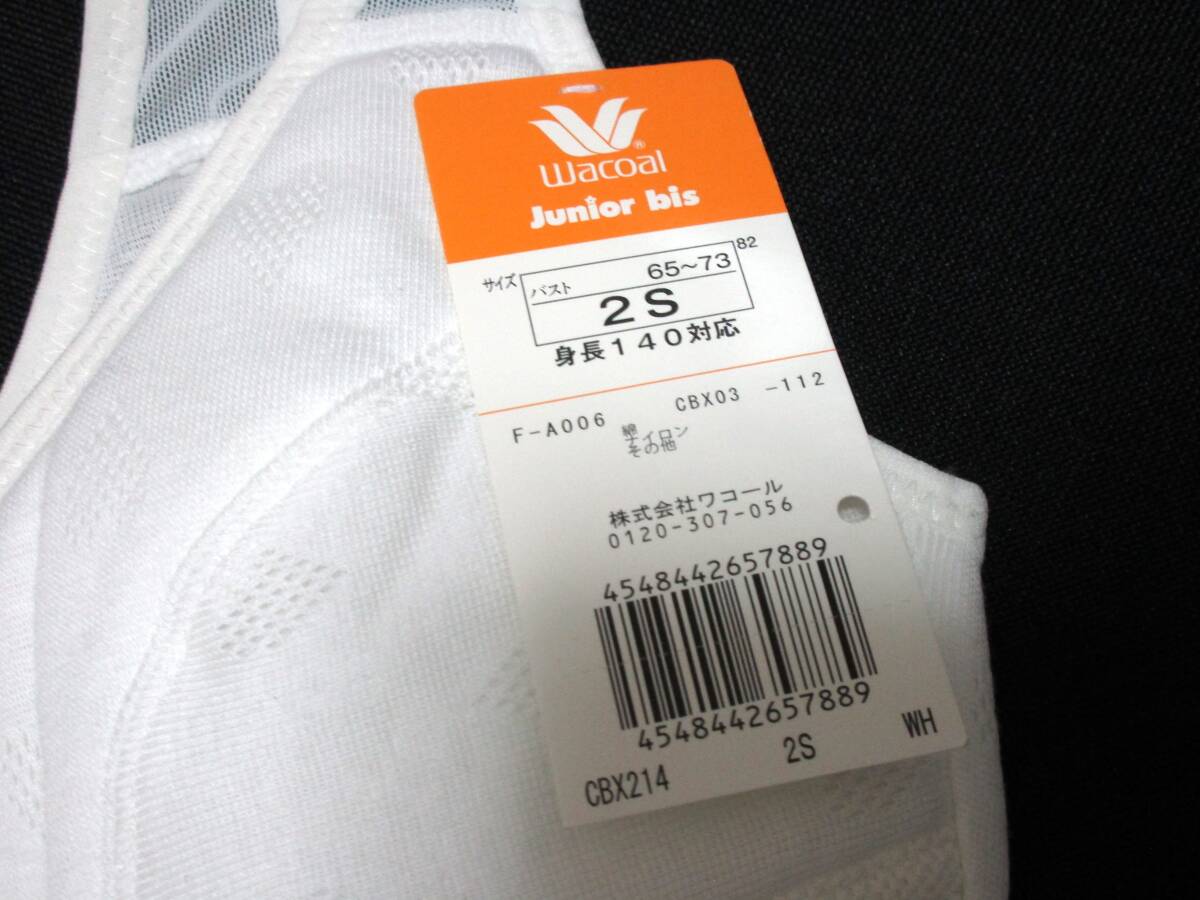 Wacoal®
Junior bis
82
サイズ バスト 65~73
2S
身長140対応
F-A006 CBX03 -112
綿
ナイロン
その他
株式会社ワコール
0120-307-056
4548442657889
4548442657889
CBX214 2S WH